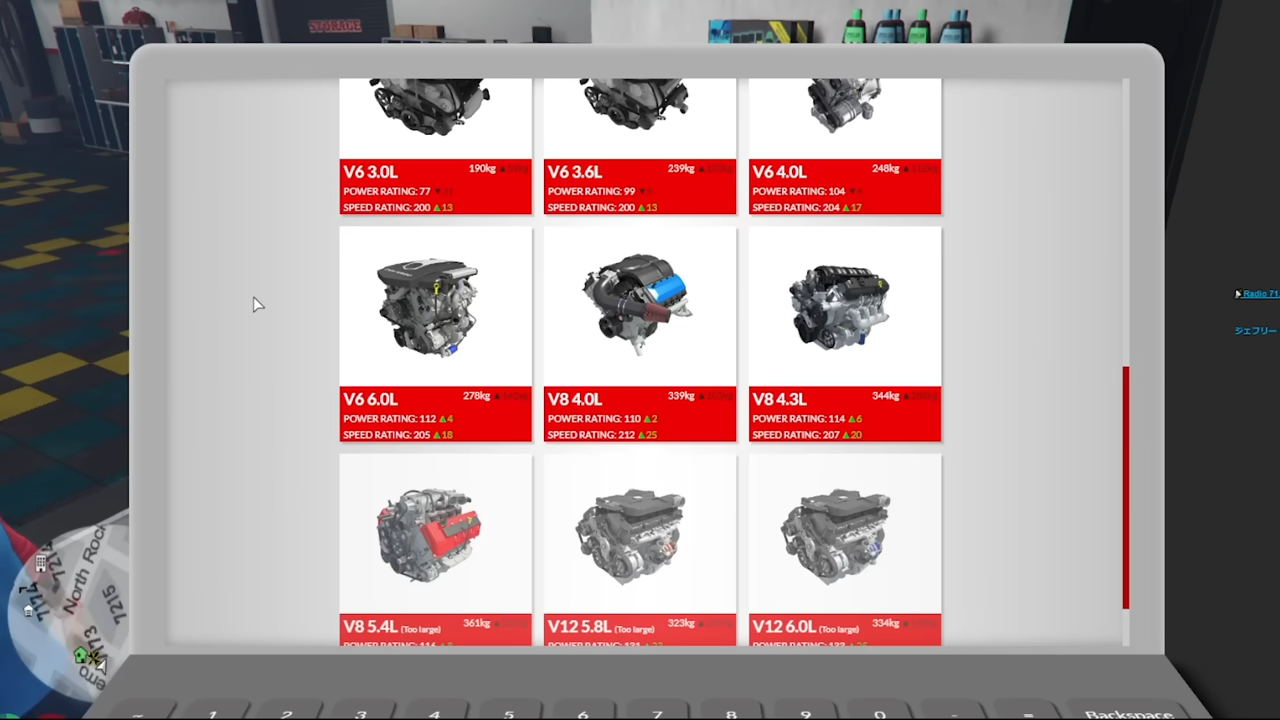 STORAGE
V6 3.0L 190kg
POWER RATING: 77
SPEED RATING: 200 ▲13
V6 3.6L 239kg
POWER RATING: 99
SPEED RATING: 200 ▲13
V6 4.0L 248kg
POWER RATING: 104
SPEED RATING: 204 ▲17
Radio 71
ジェフリー
V6 6.0L 278kg
POWER RATING: 112 ▲4
SPEED RATING: 205 ▲18
V8 4.0L 339kg
POWER RATING: 110 ▲2
SPEED RATING: 212 ▲25
V8 4.3L 344kg
POWER RATING: 114 ▲6
SPEED RATING: 207 ▲20
V8 5.4L (Too large) 361kg
V12 5.8L (Too large) 323kg
V12 6.0L (Too large) 334kg
North Rock
7214
7215
~ 1 2 3 4 5 6 7 8 9 0 - = Backspace